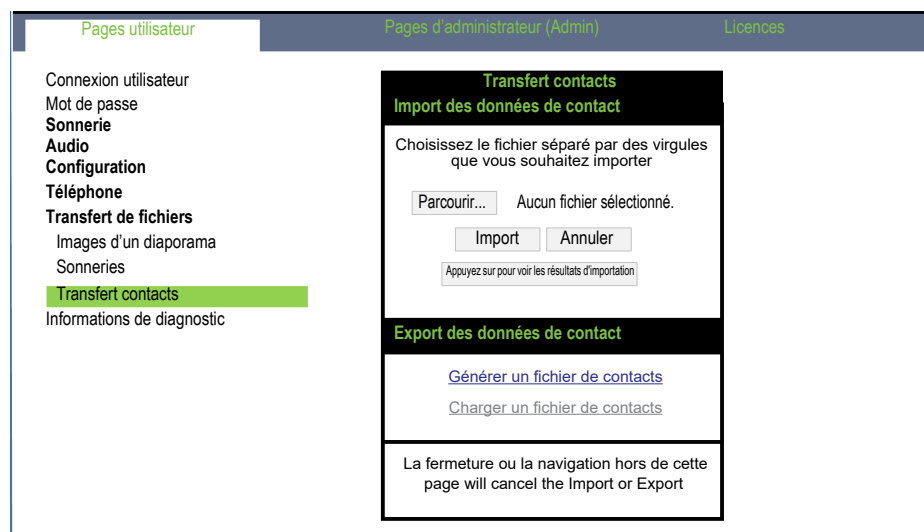 Pages utilisateur
Pages d'administrateur (Admin)
Licences
Connexion utilisateur
Mot de passe
Sonnerie
Audio
Configuration
Téléphone
Transfert de fichiers
Images d'un diaporama
Sonneries
Transfert contacts
Informations de diagnostic
Transfert contacts
Import des données de contact
Choisissez le fichier séparé par des virgules
que vous souhaitez importer
Parcourir... Aucun fichier sélectionné.
Import Annuler
Appuyez sur pour voir les résultats d'importation
Export des données de contact
Générer un fichier de contacts
Charger un fichier de contacts
La fermeture ou la navigation hors de cette
page will cancel the Import or Export